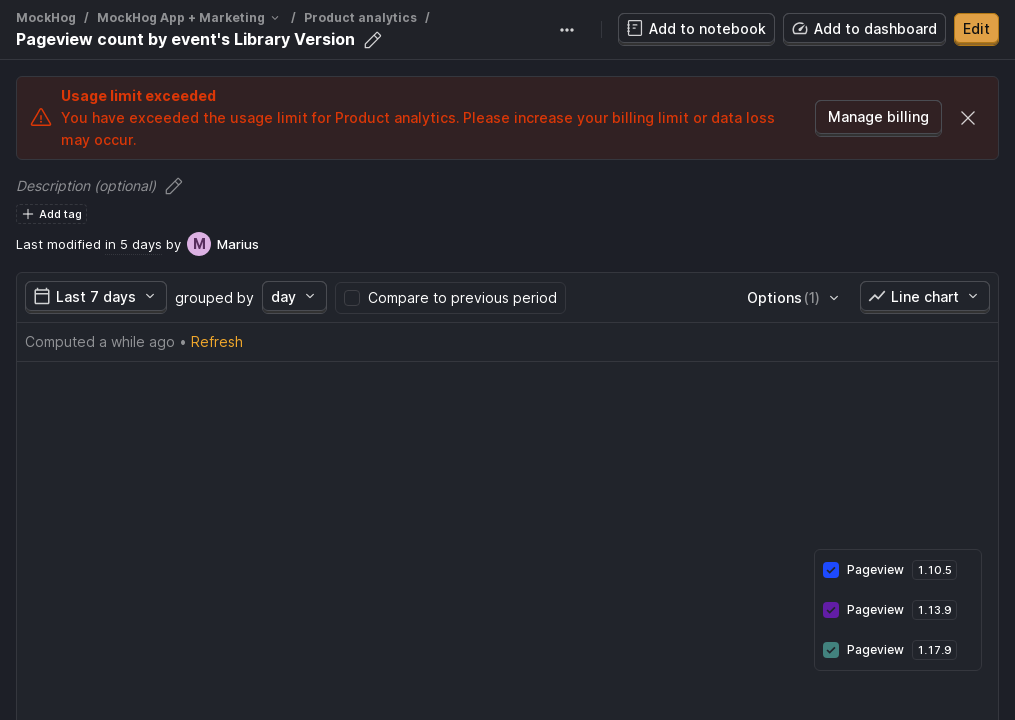 MockHog / MockHog App + Marketing / Product analytics /
Pageview count by event's Library Version
Add to notebook
Add to dashboard
Edit
Usage limit exceeded
You have exceeded the usage limit for Product analytics. Please increase your billing limit or data loss
may occur.
Manage billing
Description (optional)
Add tag
Last modified in 5 days by M Marius
Last 7 days grouped by day Compare to previous period Options (1) Line chart
Computed a while ago • Refresh
Pageview 1.10.5
Pageview 1.13.9
Pageview 1.17.9